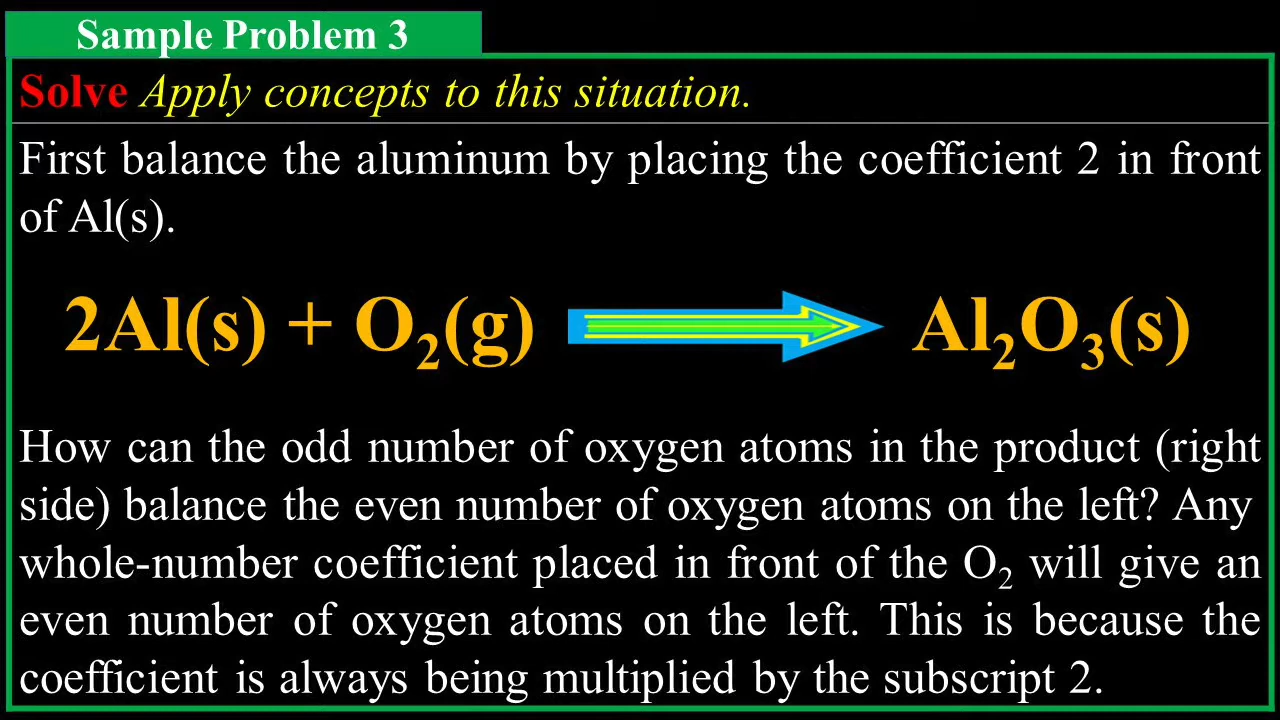 Sample Problem 3
Solve Apply concepts to this situation.
First balance the aluminum by placing the coefficient 2 in front
of Al(s).
2Al(s) + O₂(g) Al₂O₃(s)
How can the odd number of oxygen atoms in the product (right
side) balance the even number of oxygen atoms on the left? Any
whole-number coefficient placed in front of the O₂ will give an
even number of oxygen atoms on the left. This is because the
coefficient is always being multiplied by the subscript 2.